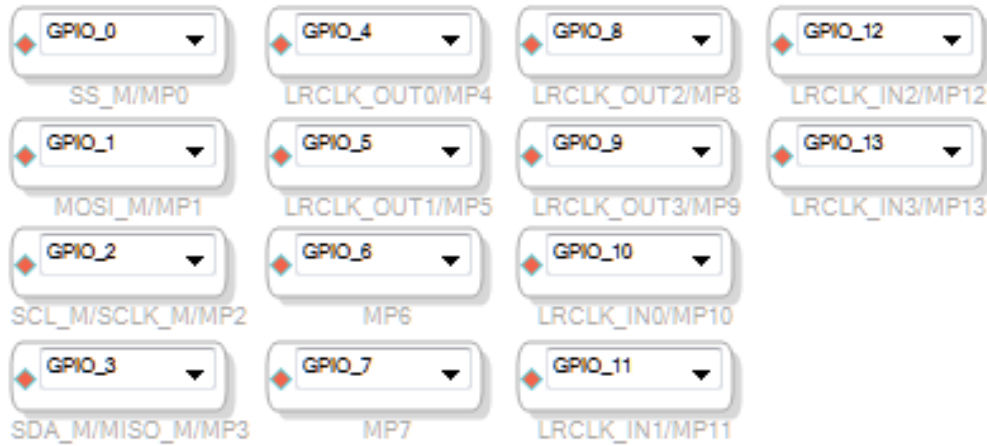 GPIO_0
SS_M/MP0
GPIO_1
MOSI_M/MP1
GPIO_2
SCL_M/SCLK_M/MP2
GPIO_3
SDA_M/MISO_M/MP3
GPIO_4
LRCLK_OUT0/MP4
GPIO_5
LRCLK_OUT1/MP5
GPIO_6
MP6
GPIO_7
MP7
GPIO_8
LRCLK_OUT2/MP8
GPIO_9
LRCLK_OUT3/MP9
GPIO_10
LRCLK_IN0/MP10
GPIO_11
LRCLK_IN1/MP11
GPIO_12
LRCLK_IN2/MP12
GPIO_13
LRCLK_IN3/MP13